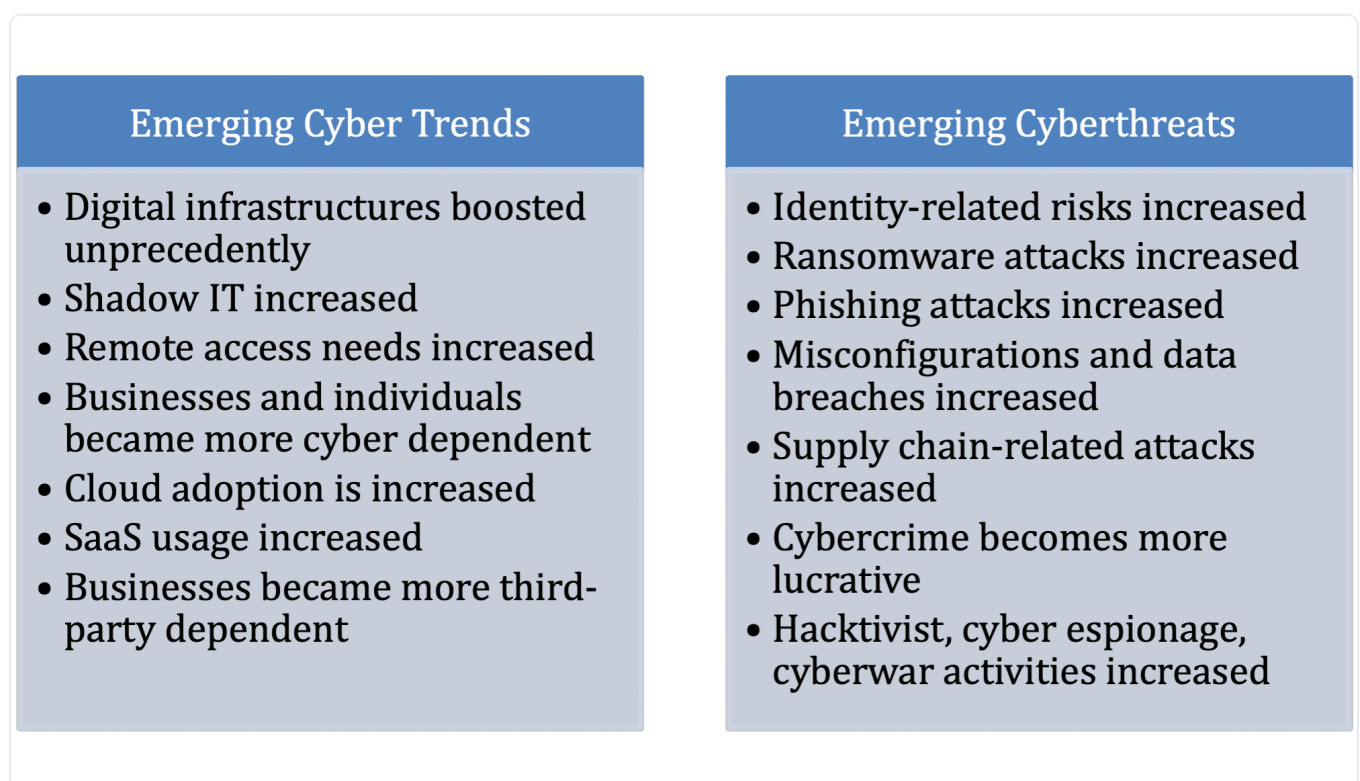 Emerging Cyber Trends
• Digital infrastructures boosted
unprecedently
• Shadow IT increased
• Remote access needs increased
• Businesses and individuals
became more cyber dependent
• Cloud adoption is increased
• SaaS usage increased
• Businesses became more third-
party dependent
Emerging Cyberthreats
• Identity-related risks increased
• Ransomware attacks increased
• Phishing attacks increased
• Misconfigurations and data
breaches increased
• Supply chain-related attacks
increased
• Cybercrime becomes more
lucrative
• Hacktivist, cyber espionage,
cyberwar activities increased